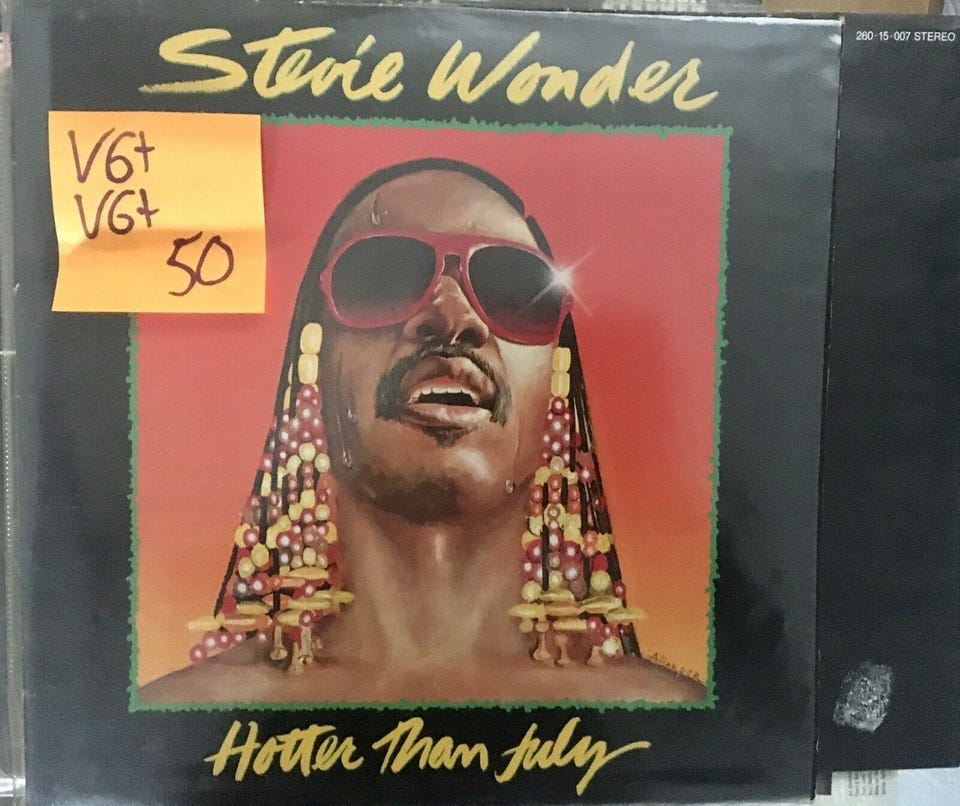 Stevie Wonder
260·15·007 STEREO
VG+
VG+
50
Hotter Than July